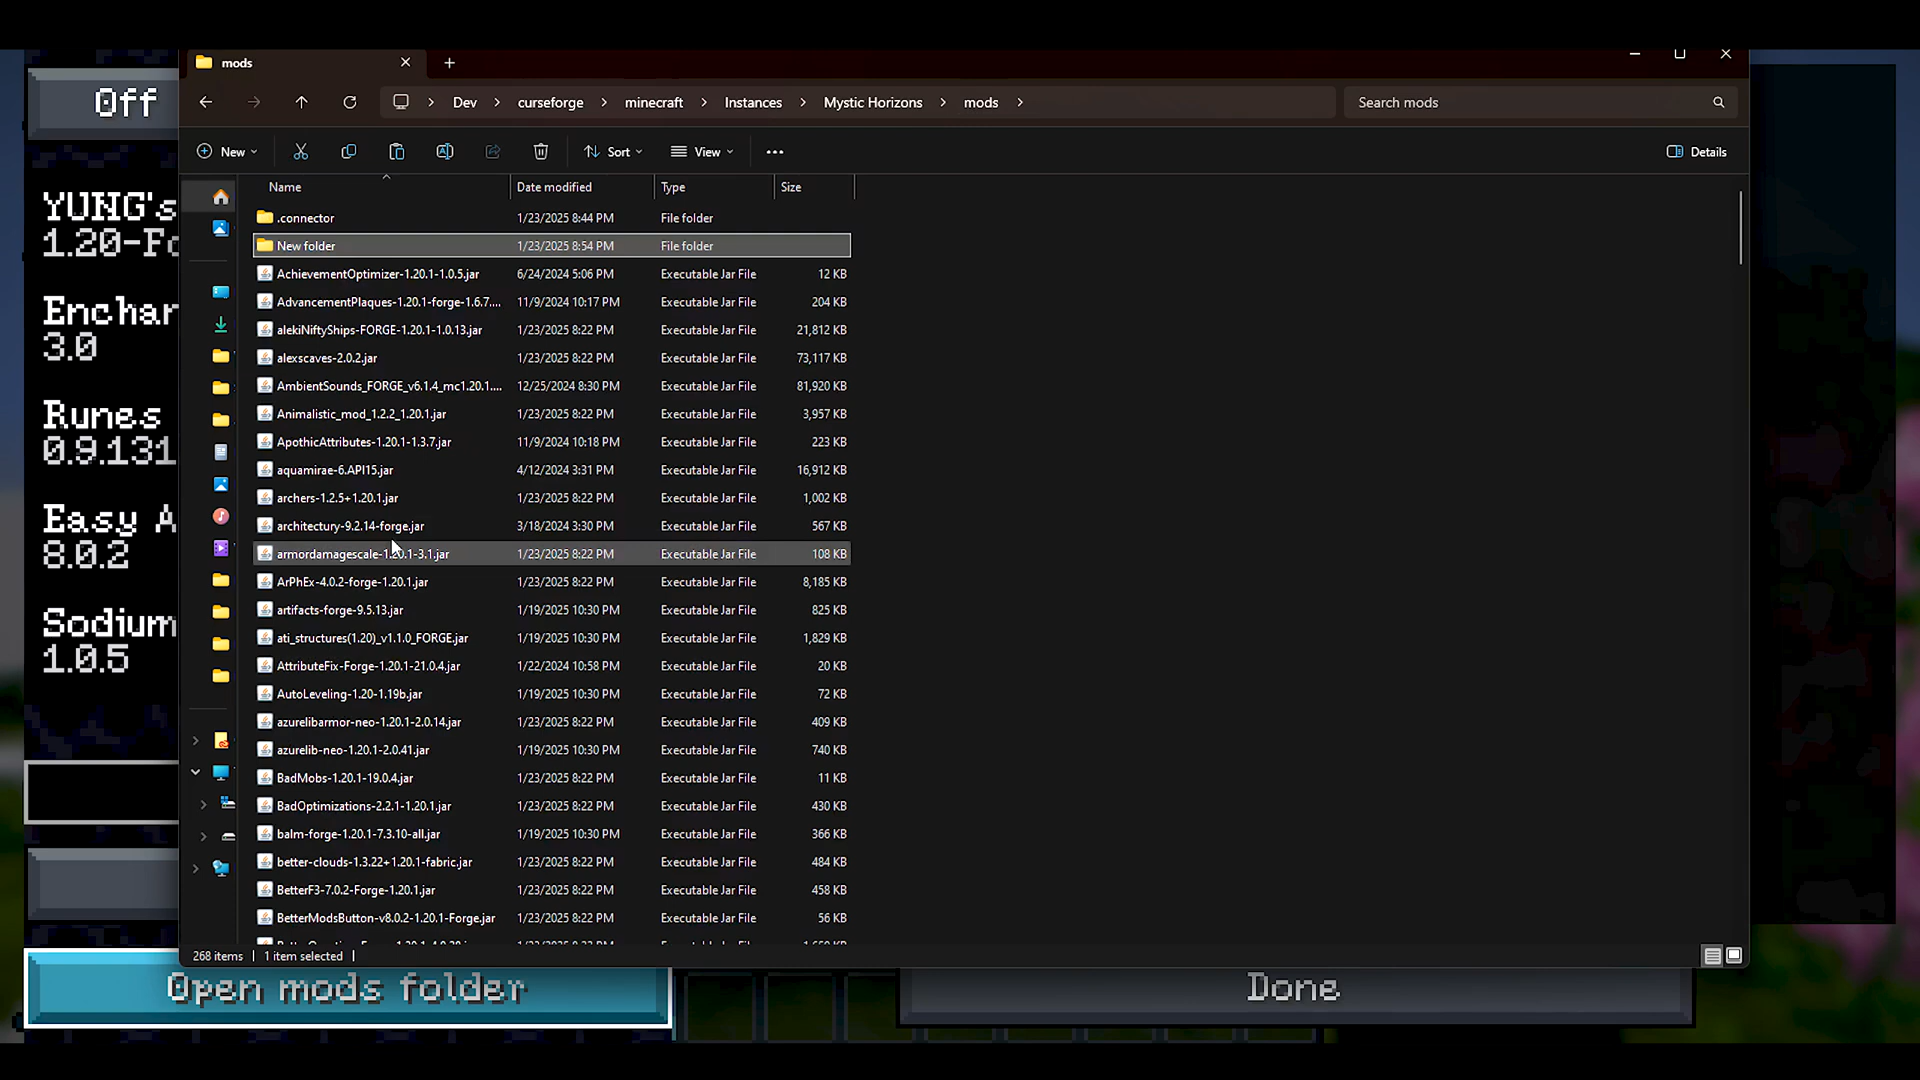 mods
Dev > curseforge > minecraft > Instances > Mystic Horizons > mods >
Search mods
New
Sort
View
Details
Name Date modified Type Size
.connector 1/23/2025 8:44 PM File folder
New folder 1/23/2025 8:54 PM File folder
AchievementOptimizer-1.20.1-1.0.5.jar 6/24/2024 5:06 PM Executable Jar File 12 KB
AdvancementPlaques-1.20.1-forge-1.6.7.... 11/9/2024 10:17 PM Executable Jar File 204 KB
alekiNiftyShips-FORGE-1.20.1-1.0.13.jar 1/23/2025 8:22 PM Executable Jar File 21,812 KB
alexscaves-2.0.2.jar 1/23/2025 8:22 PM Executable Jar File 73,117 KB
AmbientSounds_FORGE_v6.1.4_mc1.20.1.... 12/25/2024 8:30 PM Executable Jar File 81,920 KB
Animalistic_mod_1.2.2_1.20.1.jar 1/23/2025 8:22 PM Executable Jar File 3,957 KB
ApothicAttributes-1.20.1-1.3.7.jar 11/9/2024 10:18 PM Executable Jar File 223 KB
aquamirae-6.API15.jar 4/12/2024 3:31 PM Executable Jar File 16,912 KB
archers-1.2.5+1.20.1.jar 1/23/2025 8:22 PM Executable Jar File 1,002 KB
architectury-9.2.14-forge.jar 3/18/2024 3:30 PM Executable Jar File 567 KB
armordamagescale-1.20.1-3.1.jar 1/23/2025 8:22 PM Executable Jar File 108 KB
ArPhEx-4.0.2-forge-1.20.1.jar 1/23/2025 8:22 PM Executable Jar File 8,185 KB
artifacts-forge-9.5.13.jar 1/19/2025 10:30 PM Executable Jar File 825 KB
ati_structures(1.20)_v1.1.0_FORGE.jar 1/19/2025 10:30 PM Executable Jar File 1,829 KB
AttributeFix-Forge-1.20.1-21.0.4.jar 1/22/2024 10:58 PM Executable Jar File 20 KB
AutoLeveling-1.20-1.19b.jar 1/19/2025 10:30 PM Executable Jar File 72 KB
azurelibarmor-neo-1.20.1-2.0.14.jar 1/23/2025 8:22 PM Executable Jar File 409 KB
azurelib-neo-1.20.1-2.0.41.jar 1/19/2025 10:30 PM Executable Jar File 740 KB
BadMobs-1.20.1-19.0.4.jar 1/23/2025 8:22 PM Executable Jar File 11 KB
BadOptimizations-2.2.1-1.20.1.jar 1/23/2025 8:22 PM Executable Jar File 430 KB
balm-forge-1.20.1-7.3.10-all.jar 1/19/2025 10:30 PM Executable Jar File 366 KB
better-clouds-1.3.22+1.20.1-fabric.jar 1/23/2025 8:22 PM Executable Jar File 484 KB
BetterF3-7.0.2-Forge-1.20.1.jar 1/23/2025 8:22 PM Executable Jar File 458 KB
BetterModsButton-v8.0.2-1.20.1-Forge.jar 1/23/2025 8:22 PM Executable Jar File 56 KB
268 items 1 item selected
Off
YUNG's
1.20-Fo
Enchan
3.0
Runes
0.9.131
Easy A
8.0.2
Sodium
1.0.5
Open mods folder
Done